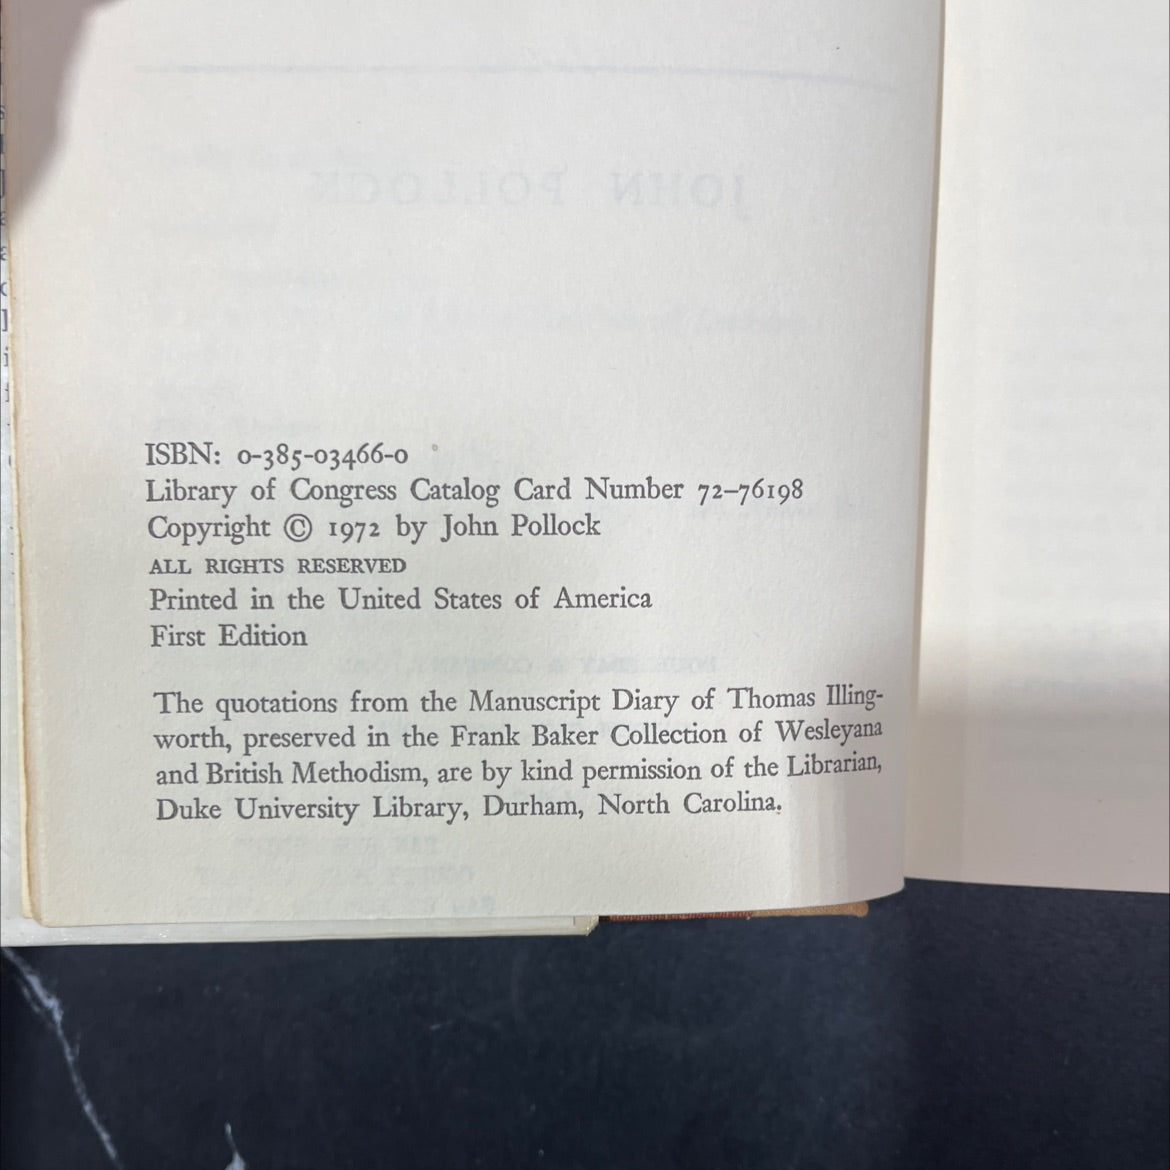 JOHN POLLOCK
ISBN: 0-385-03466-0
Library of Congress Catalog Card Number 72–76198
Copyright © 1972 by John Pollock
ALL RIGHTS RESERVED
Printed in the United States of America
First Edition
The quotations from the Manuscript Diary of Thomas Illing-
worth, preserved in the Frank Baker Collection of Wesleyana
and British Methodism, are by kind permission of the Librarian,
Duke University Library, Durham, North Carolina.